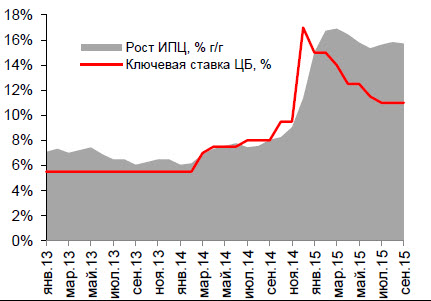 18%
16%
14%
12%
10%
8%
6%
4%
2%
0%
Рост ИПЦ, % г/г
Ключевая ставка ЦБ, %
янв.13
мар.13
май.13
июл.13
сен.13
ноя.13
янв.14
мар.14
май.14
июл.14
сен.14
ноя.14
янв.15
мар.15
май.15
июл.15
сен.15